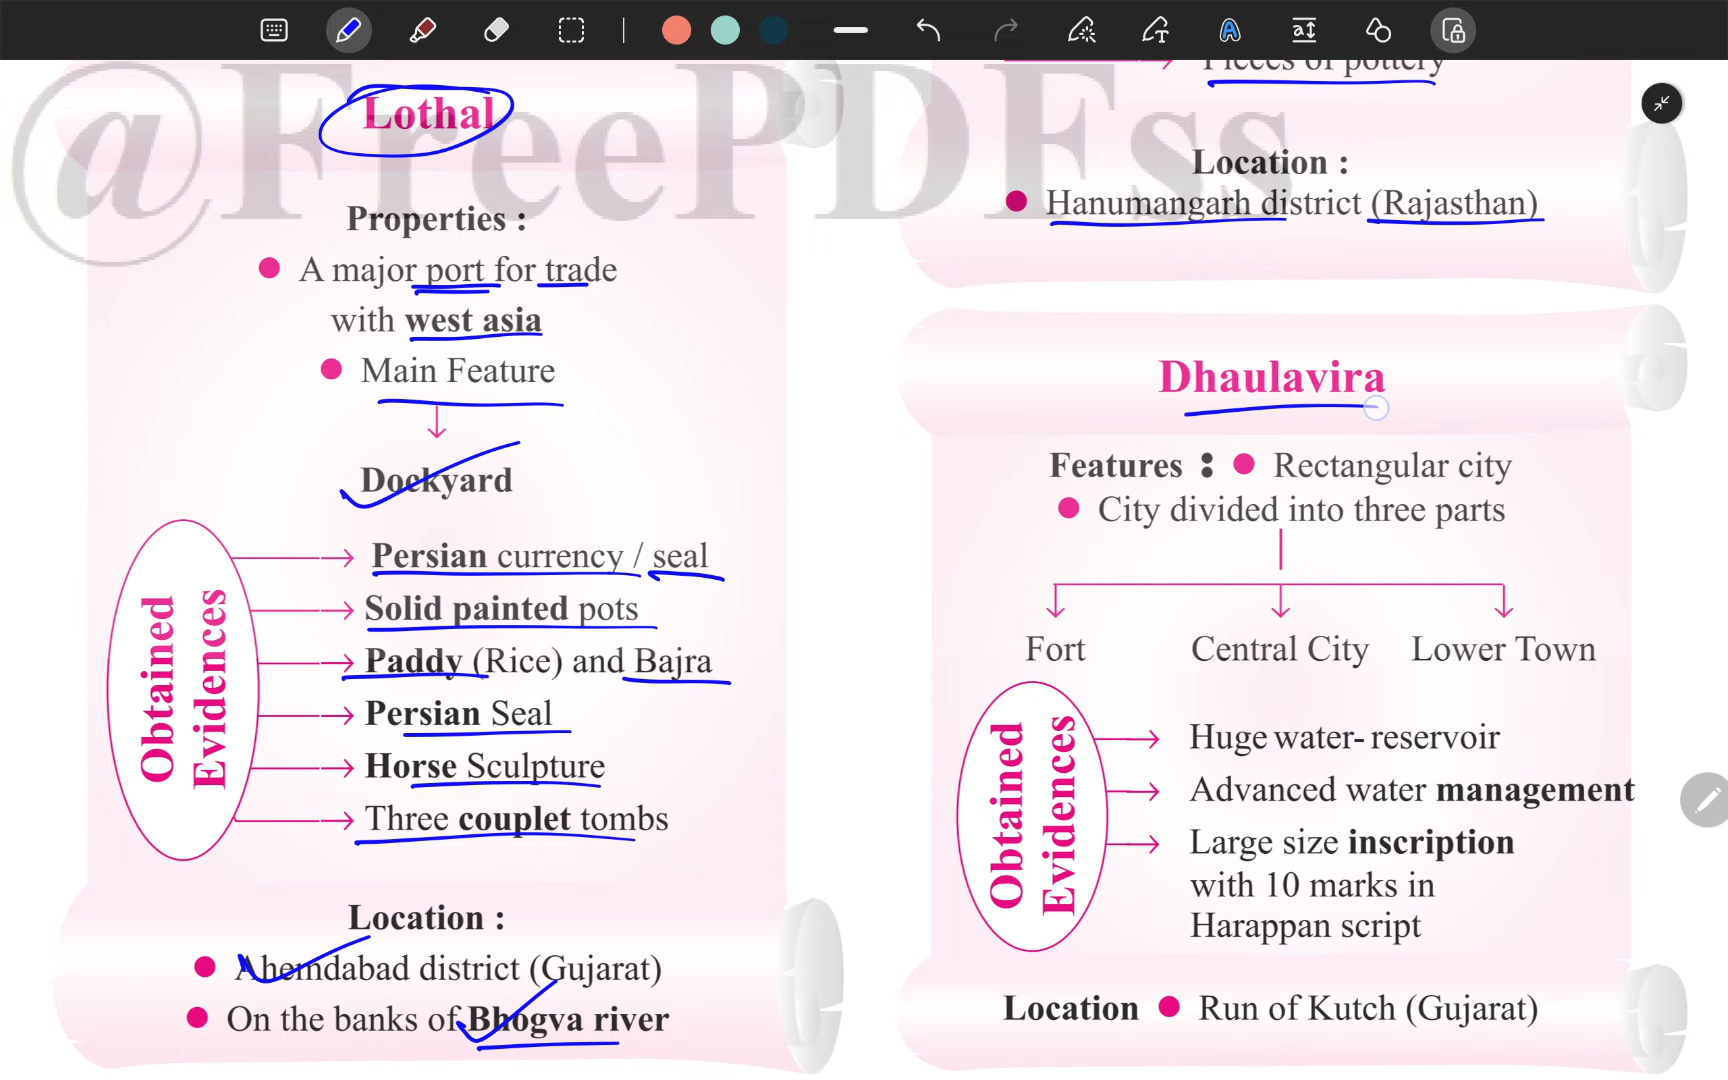 @FreePDFss
Lothal
Properties :
A major port for trade
with west asia
Main Feature
Dockyard
Obtained
Evidences
Persian currency / seal
Solid painted pots
Paddy (Rice) and Bajra
Persian Seal
Horse Sculpture
Three couplet tombs
Location :
Ahemdabad district (Gujarat)
On the banks of Bhogva river
Pieces of pottery
Location :
Hanumangarh district (Rajasthan)
Dhaulavira
Features : Rectangular city
City divided into three parts
Fort Central City Lower Town
Obtained
Evidences
Huge water- reservoir
Advanced water management
Large size inscription
with 10 marks in
Harappan script
Location Run of Kutch (Gujarat)